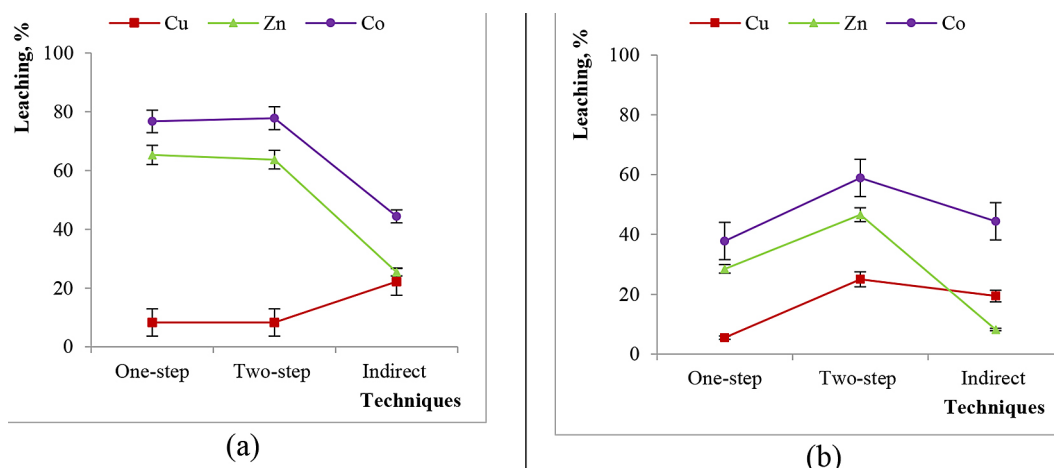 Cu Zn Co
Leaching, %
100
80
60
40
20
0
One-step Two-step Indirect
Techniques
(a)
Cu Zn Co
Leaching, %
100
80
60
40
20
0
One-step Two-step Indirect
Techniques
(b)